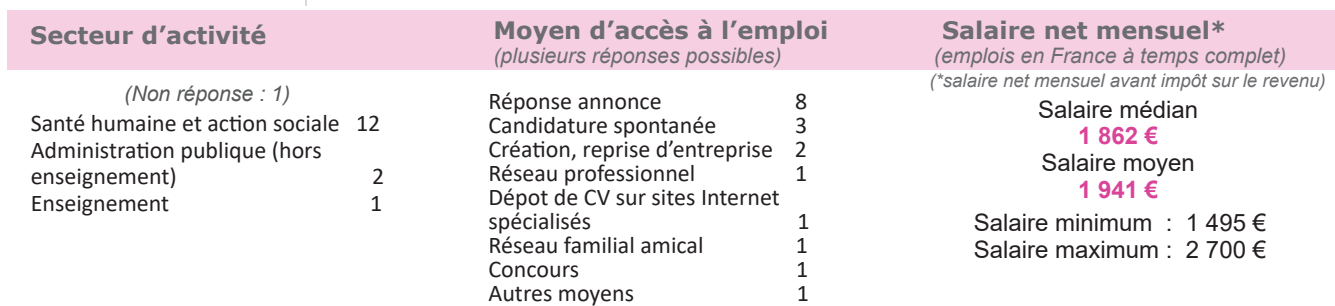 Secteur d'activité
(Non réponse : 1)
Santé humaine et action sociale 12
Administration publique (hors
enseignement) 2
Enseignement 1
Moyen d'accès à l'emploi
(plusieurs réponses possibles)
Réponse annonce 8
Candidature spontanée 3
Création, reprise d'entreprise 2
Réseau professionnel 1
Dépot de CV sur sites Internet
spécialisés 1
Réseau familial amical 1
Concours 1
Autres moyens 1
Salaire net mensuel*
(emplois en France à temps complet)
(*salaire net mensuel avant impôt sur le revenu)
Salaire médian
1 862 €
Salaire moyen
1 941 €
Salaire minimum : 1 495 €
Salaire maximum : 2 700 €